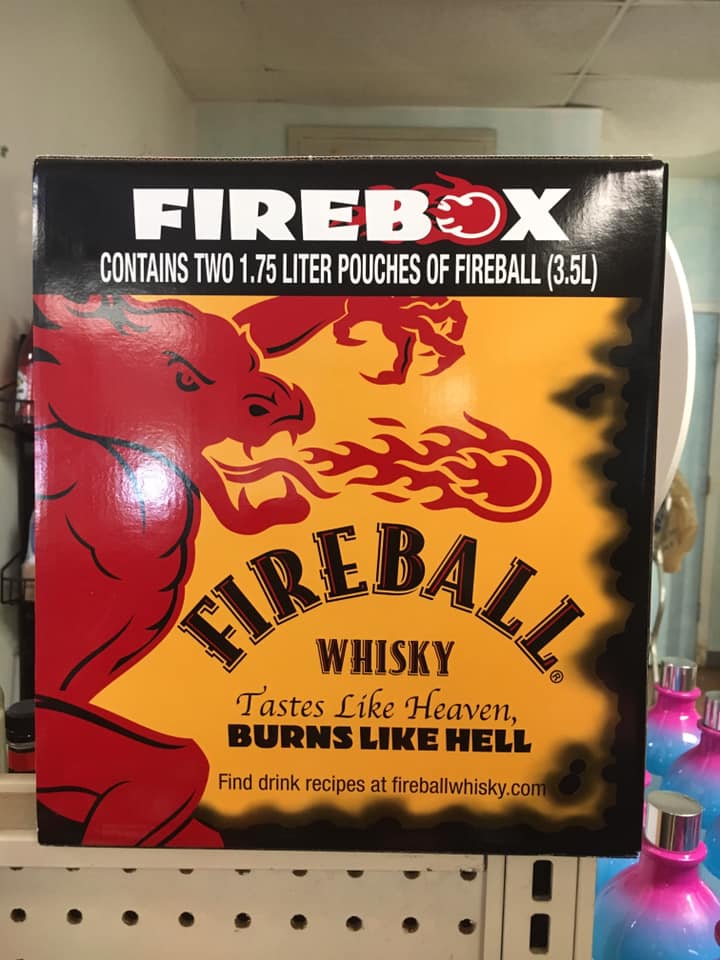 FIREBOX
CONTAINS TWO 1.75 LITER POUCHES OF FIREBALL (3.5L)
FIREBALL®
WHISKY
Tastes Like Heaven,
BURNS LIKE HELL
Find drink recipes at fireballwhisky.com